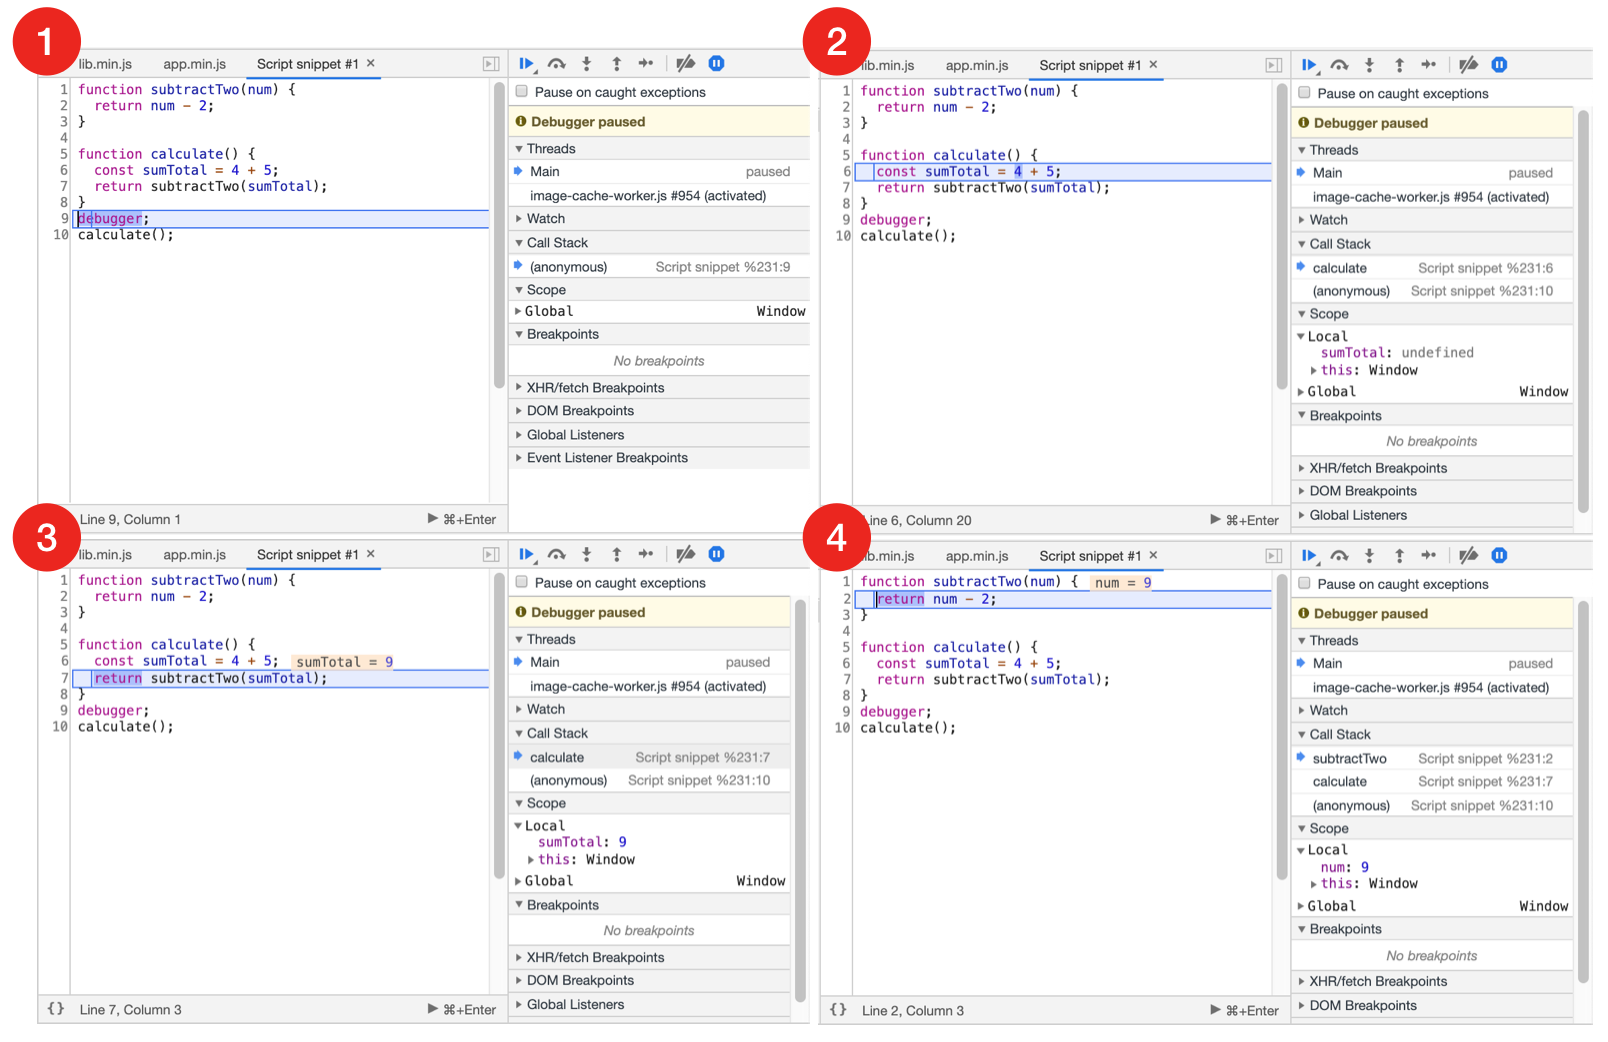 1
lib.min.js app.min.js Script snippet #1 ×
1 function subtractTwo(num) {
2 return num - 2;
3 }
4
5 function calculate() {
6 const sumTotal = 4 + 5;
7 return subtractTwo(sumTotal);
8 }
9 debugger;
10 calculate();
Line 9, Column 1 ⌘+Enter
Pause on caught exceptions
Debugger paused
Threads
Main paused
image-cache-worker.js #954 (activated)
Watch
Call Stack
(anonymous) Script snippet %231:9
Scope
Global Window
Breakpoints
No breakpoints
XHR/fetch Breakpoints
DOM Breakpoints
Global Listeners
Event Listener Breakpoints
2
lib.min.js app.min.js Script snippet #1 ×
1 function subtractTwo(num) {
2 return num - 2;
3 }
4
5 function calculate() {
6 const sumTotal = 4 + 5;
7 return subtractTwo(sumTotal);
8 }
9 debugger;
10 calculate();
Line 6, Column 20 ⌘+Enter
Pause on caught exceptions
Debugger paused
Threads
Main paused
image-cache-worker.js #954 (activated)
Watch
Call Stack
calculate Script snippet %231:6
(anonymous) Script snippet %231:10
Scope
Local
sumTotal: undefined
this: Window
Global Window
Breakpoints
No breakpoints
XHR/fetch Breakpoints
DOM Breakpoints
Global Listeners
3
lib.min.js app.min.js Script snippet #1 ×
1 function subtractTwo(num) {
2 return num - 2;
3 }
4
5 function calculate() {
6 const sumTotal = 4 + 5; sumTotal = 9
7 return subtractTwo(sumTotal);
8 }
9 debugger;
10 calculate();
{} Line 7, Column 3 ⌘+Enter
Pause on caught exceptions
Debugger paused
Threads
Main paused
image-cache-worker.js #954 (activated)
Watch
Call Stack
calculate Script snippet %231:7
(anonymous) Script snippet %231:10
Scope
Local
sumTotal: 9
this: Window
Global Window
Breakpoints
No breakpoints
XHR/fetch Breakpoints
DOM Breakpoints
Global Listeners
4
lib.min.js app.min.js Script snippet #1 ×
1 function subtractTwo(num) { num = 9
2 return num - 2;
3 }
4
5 function calculate() {
6 const sumTotal = 4 + 5;
7 return subtractTwo(sumTotal);
8 }
9 debugger;
10 calculate();
{} Line 2, Column 3 ⌘+Enter
Pause on caught exceptions
Debugger paused
Threads
Main paused
image-cache-worker.js #954 (activated)
Watch
Call Stack
subtractTwo Script snippet %231:2
calculate Script snippet %231:7
(anonymous) Script snippet %231:10
Scope
Local
num: 9
this: Window
Global Window
Breakpoints
No breakpoints
XHR/fetch Breakpoints
DOM Breakpoints